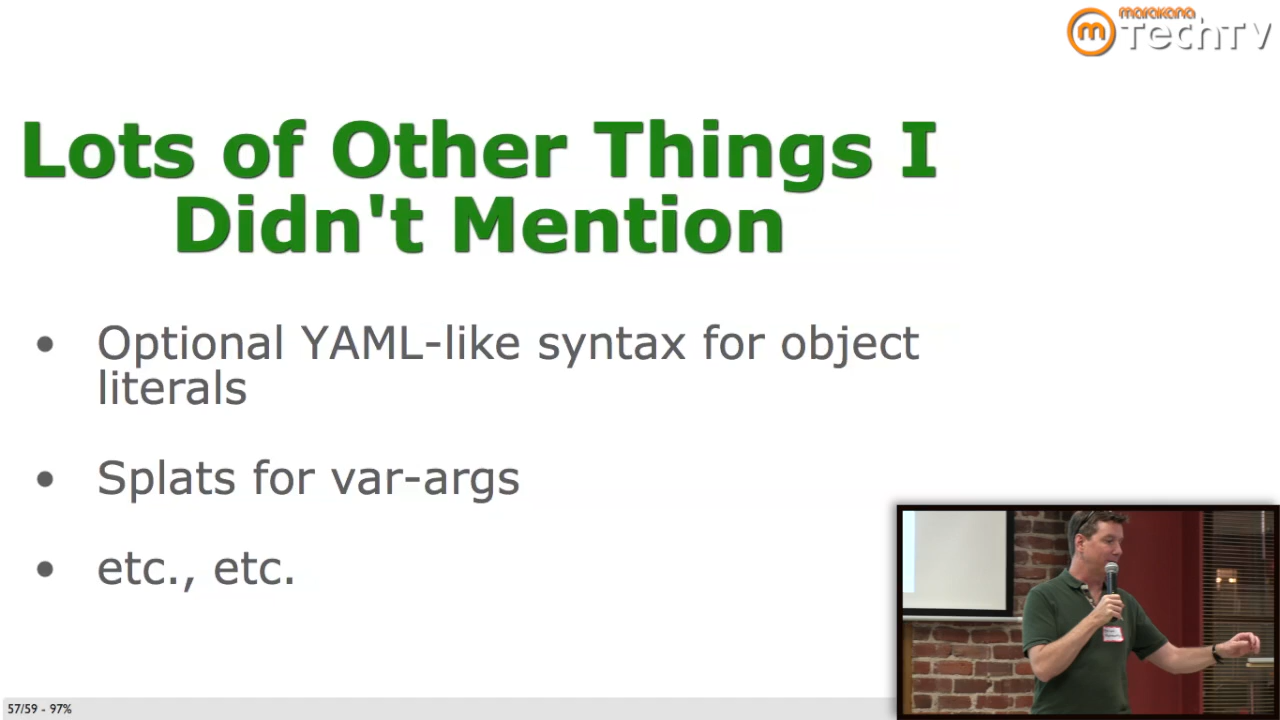 marakana
TechTV
Lots of Other Things I
Didn't Mention
• Optional YAML-like syntax for object
literals
• Splats for var-args
• etc., etc.
57/59 - 97%